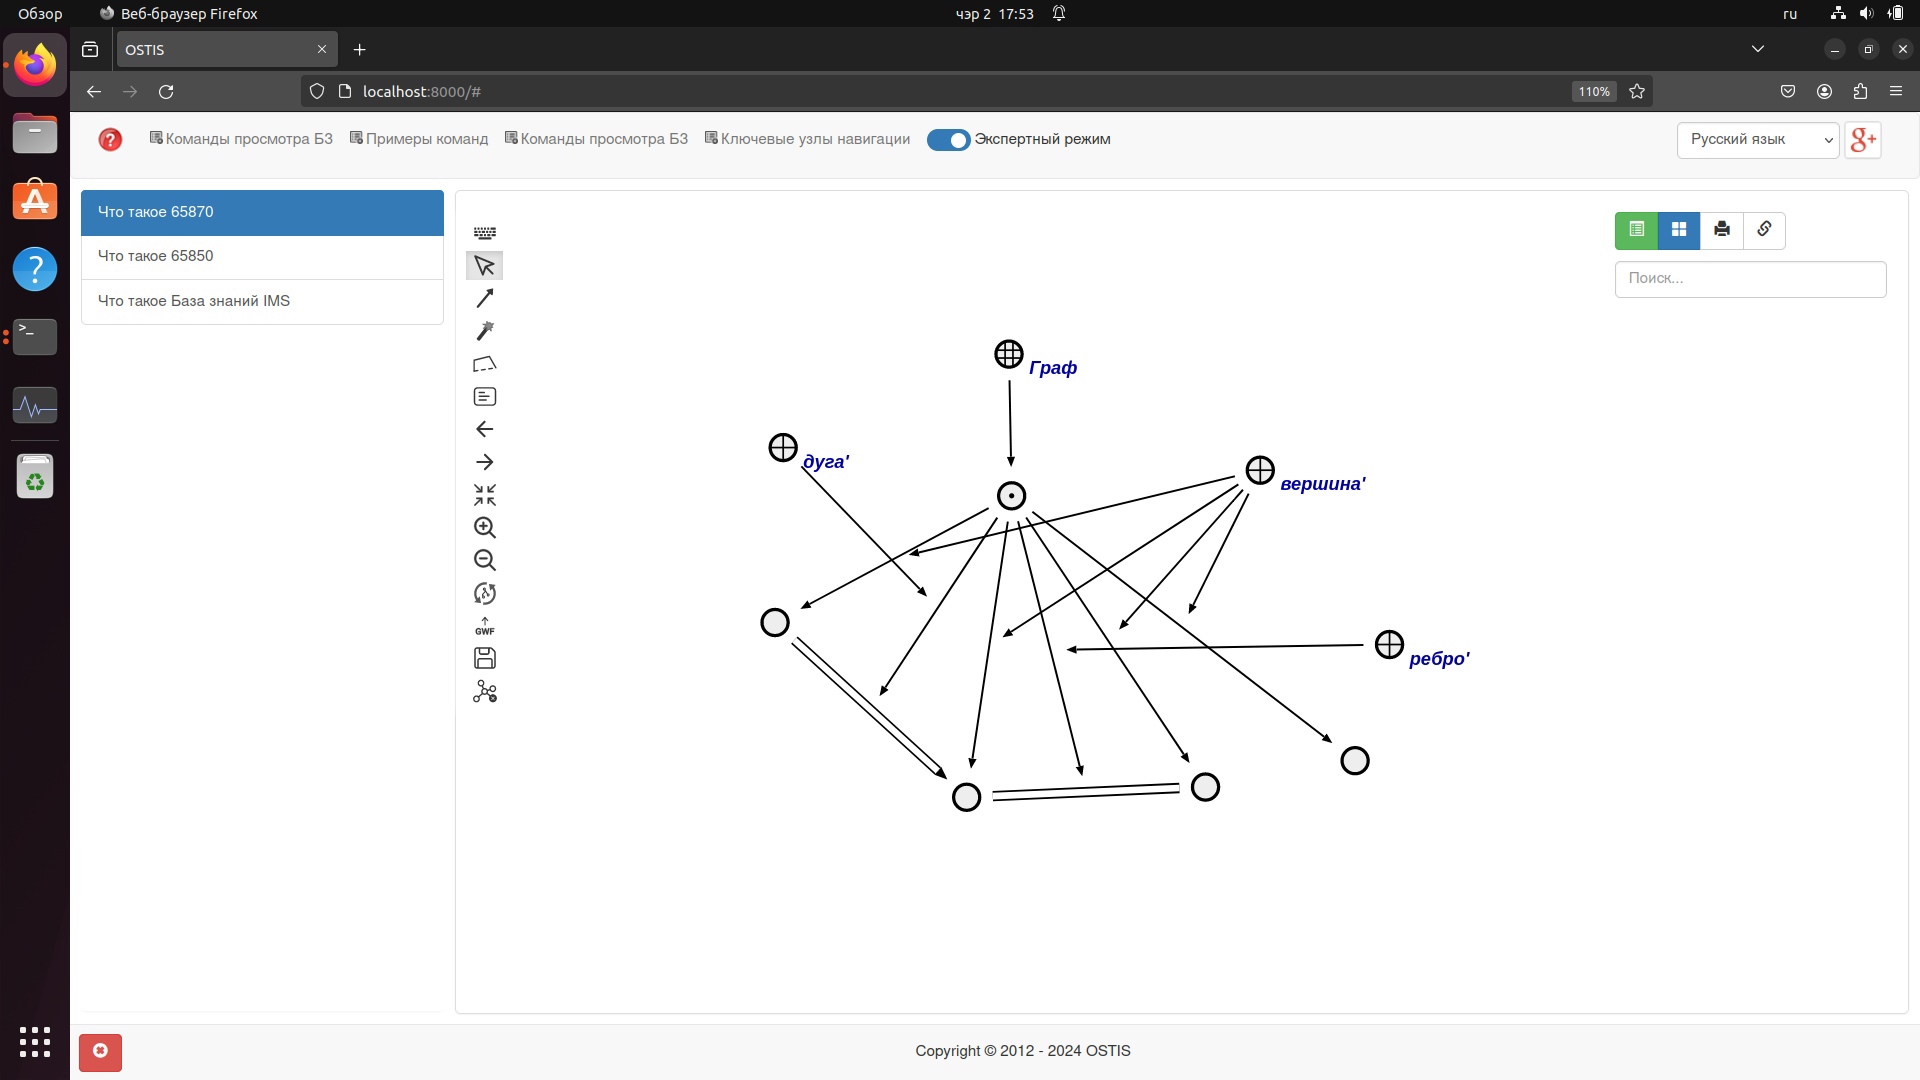 Обзор Веб-браузер Firefox чэр 2 17:53 ru
OSTIS
localhost:8000/# 110%
Команды просмотра БЗ Примеры команд Команды просмотра БЗ Ключевые узлы навигации Экспертный режим Русский язык g+
Что такое 65870
Что такое 65850
Что такое База знаний IMS
Поиск...
Граф
дуга'
вершина'
ребро'
GWF
Copyright © 2012 - 2024 OSTIS